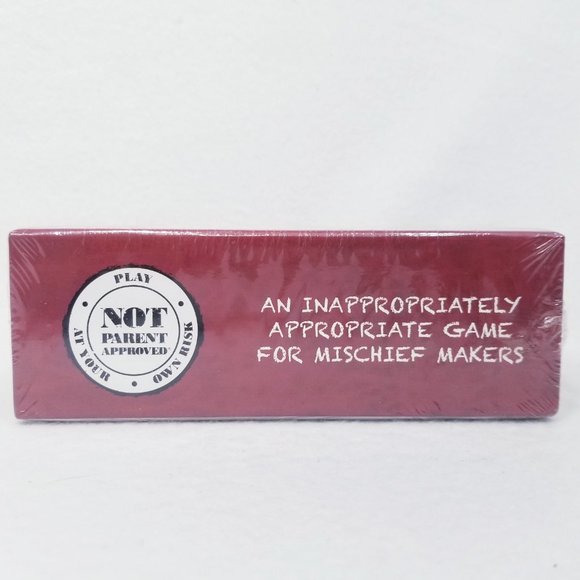 PLAY
AT YOUR
OWN RISK
NOT
PARENT
APPROVED
AN INAPPROPRIATELY
APPROPRIATE GAME
FOR MISCHIEF MAKERS